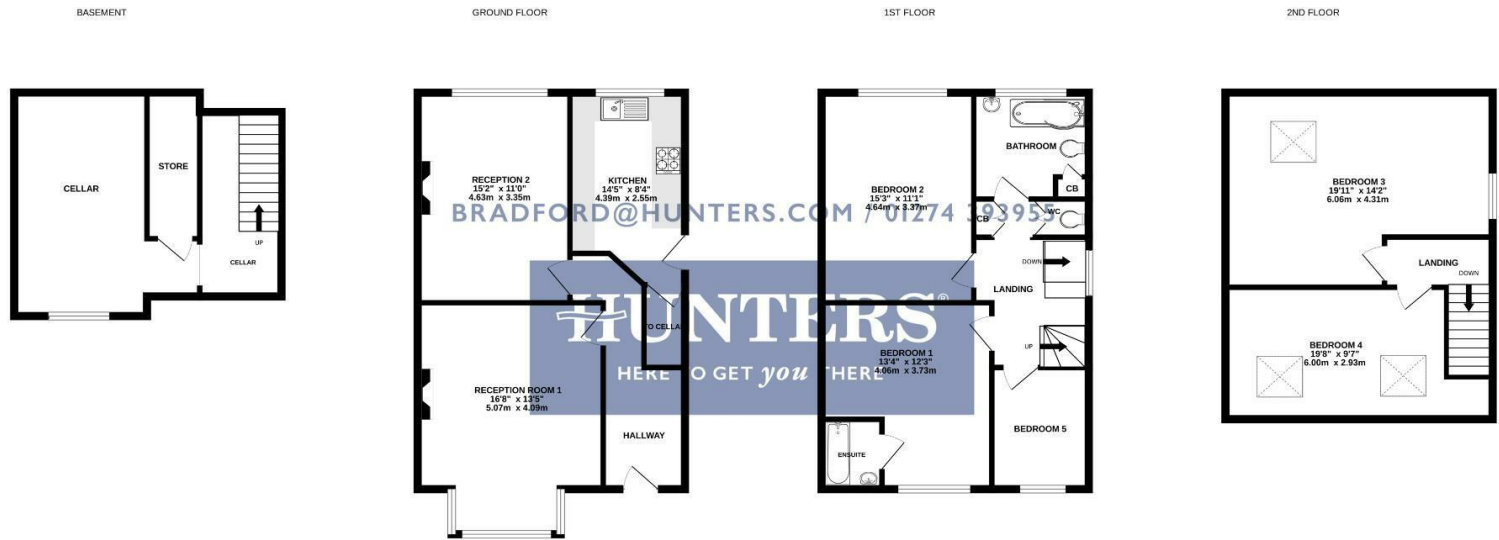 BASEMENT
GROUND FLOOR
1ST FLOOR
2ND FLOOR
CELLAR
STORE
UP
CELLAR
RECEPTION 2
15'2" x 11'0"
4.63m x 3.35m
KITCHEN
14'5" x 8'4"
4.39m x 2.55m
TO CELLAR
RECEPTION ROOM 1
16'8" x 13'5"
5.07m x 4.09m
HALLWAY
BEDROOM 2
15'3" x 11'1"
4.64m x 3.37m
BATHROOM
CB
CB
WC
DOWN
LANDING
UP
BEDROOM 1
13'4" x 12'3"
4.06m x 3.73m
ENSUITE
BEDROOM 5
BEDROOM 3
19'11" x 14'2"
6.06m x 4.31m
LANDING
DOWN
BEDROOM 4
19'8" x 9'7"
6.00m x 2.93m
BRADFORD@HUNTERS.COM / 01274 393955
HUNTERS®
HERE TO GET you THERE